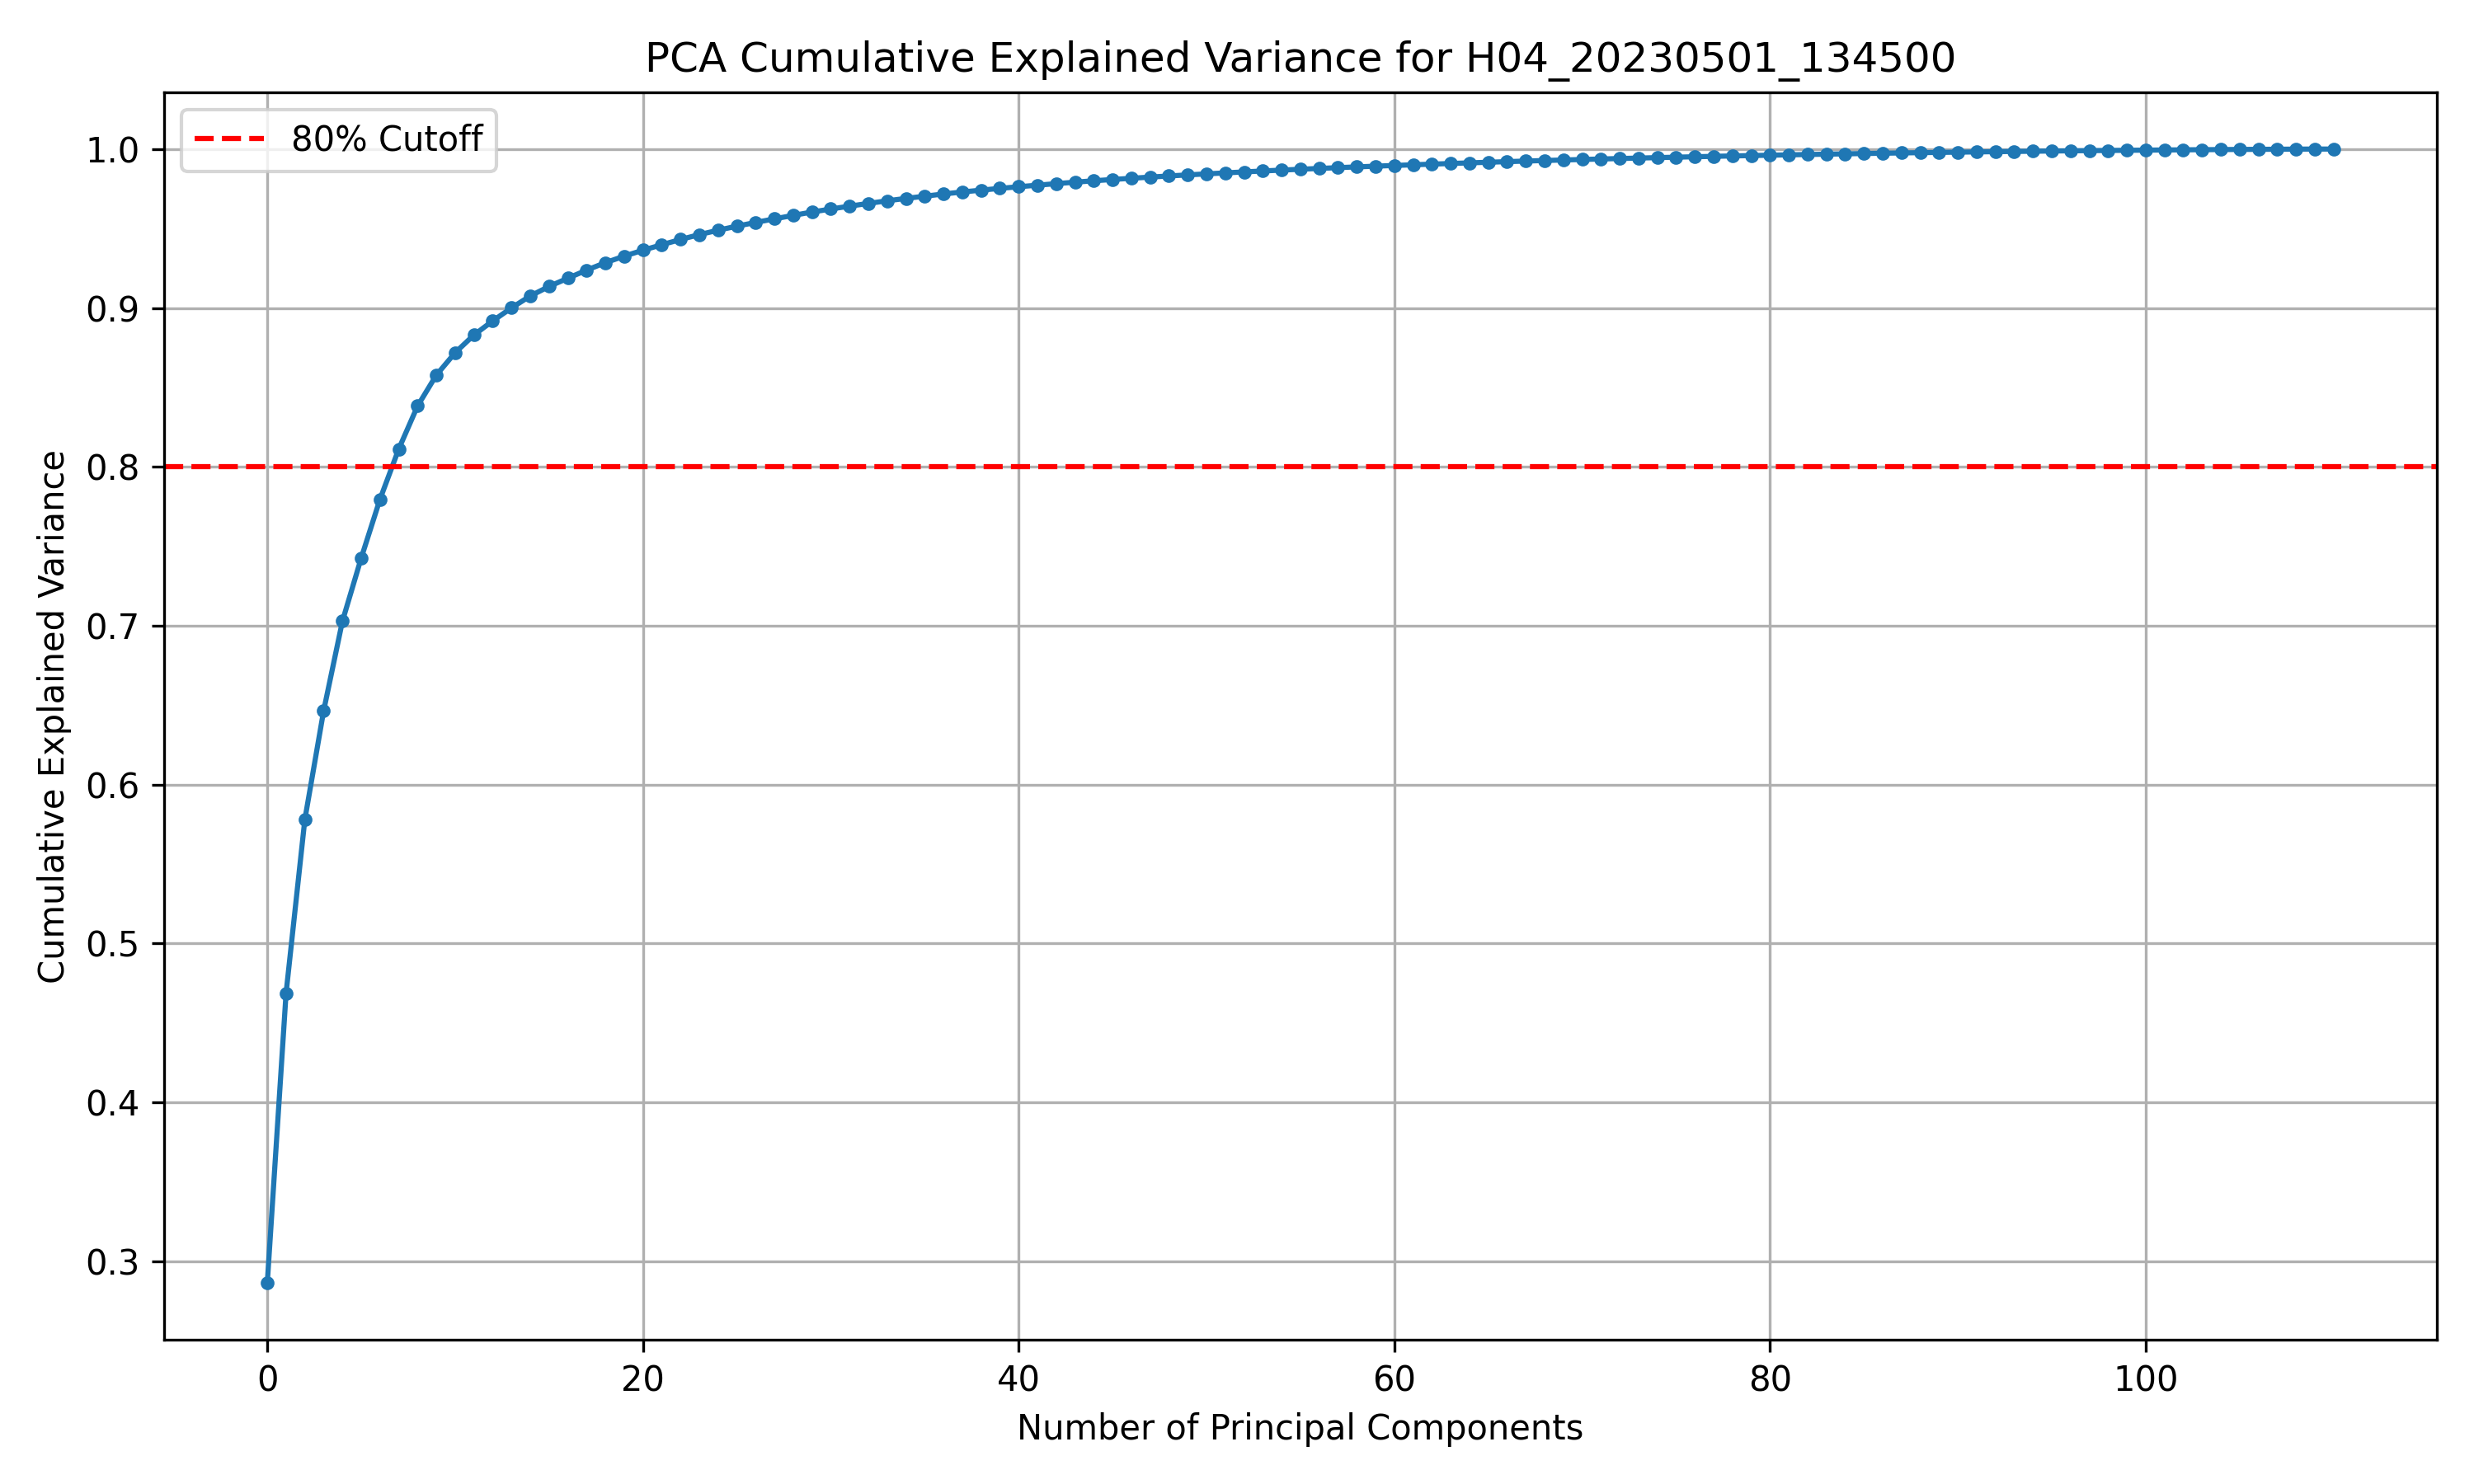 PCA Cumulative Explained Variance for H04_20230501_134500
80% Cutoff
1.0
0.9
0.8
0.7
0.6
0.5
0.4
0.3
Cumulative Explained Variance
0 20 40 60 80 100
Number of Principal Components